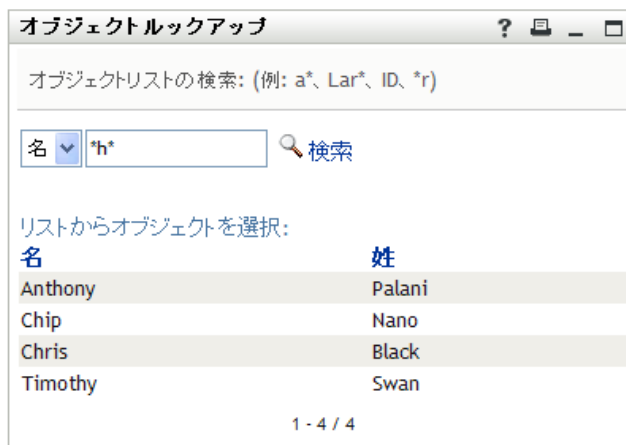 オブジェクトルックアップ ?
オブジェクトリストの検索: (例: a*、Lar*、ID、*r)
名 *h* 検索
リストからオブジェクトを選択:
名 姓
Anthony Palani
Chip Nano
Chris Black
Timothy Swan
1 - 4 / 4